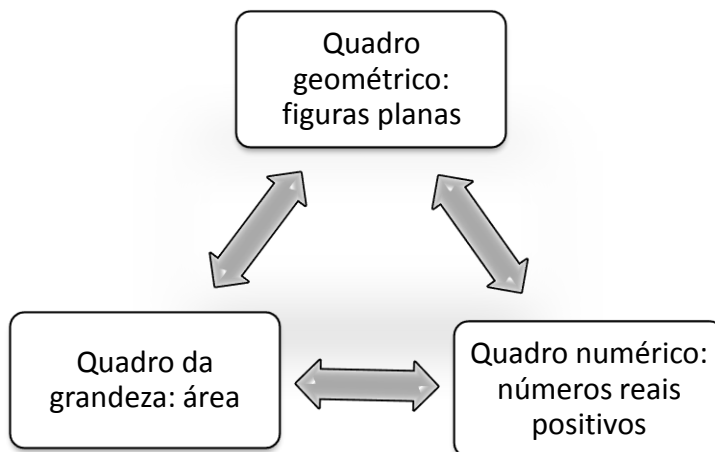 Quadro
geométrico:
figuras planas
Quadro da
grandeza: área
Quadro numérico:
números reais
positivos